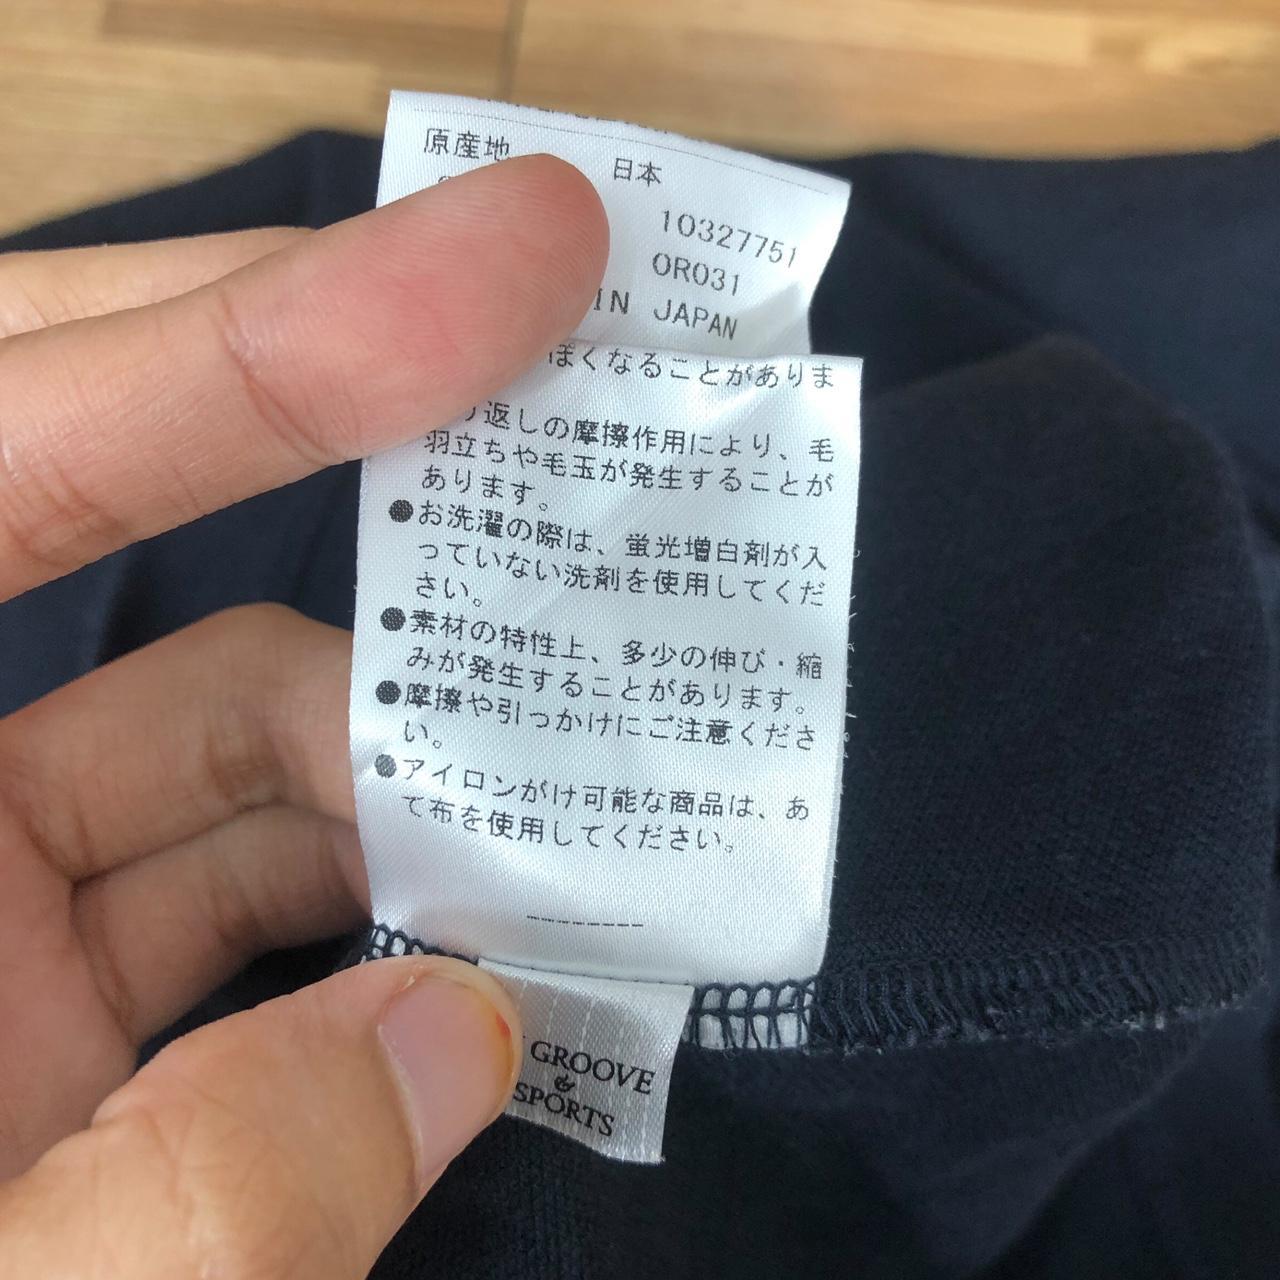 原産地 日本
10327751
OR031
IN JAPAN
ぽくなることがありま
り返しの摩擦作用により、毛
羽立ちや毛玉が発生することが
あります。
●お洗濯の際は、蛍光増白剤が入
っていない洗剤を使用してくだ
さい。
●素材の特性上、多少の伸び・縮
みが発生することがあります。
●摩擦や引っかけにご注意くださ
い。
●アイロンがけ可能な商品は、あ
て布を使用してください。
GROOVE
&
SPORTS